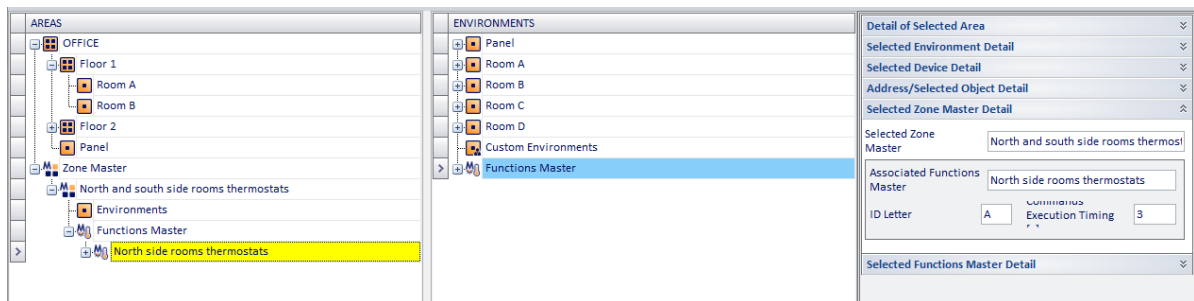 AREAS
OFFICE
Floor 1
Room A
Room B
Floor 2
Panel
Zone Master
North and south side rooms thermostats
Environments
Functions Master
North side rooms thermostats
ENVIRONMENTS
Panel
Room A
Room B
Room C
Room D
Custom Environments
Functions Master
Detail of Selected Area
Selected Environment Detail
Selected Device Detail
Address/Selected Object Detail
Selected Zone Master Detail
Selected Zone
Master
North and south side rooms thermost
Associated Functions
Master
North side rooms thermostats
ID Letter
A
Commands
Execution Timing
3
Selected Functions Master Detail